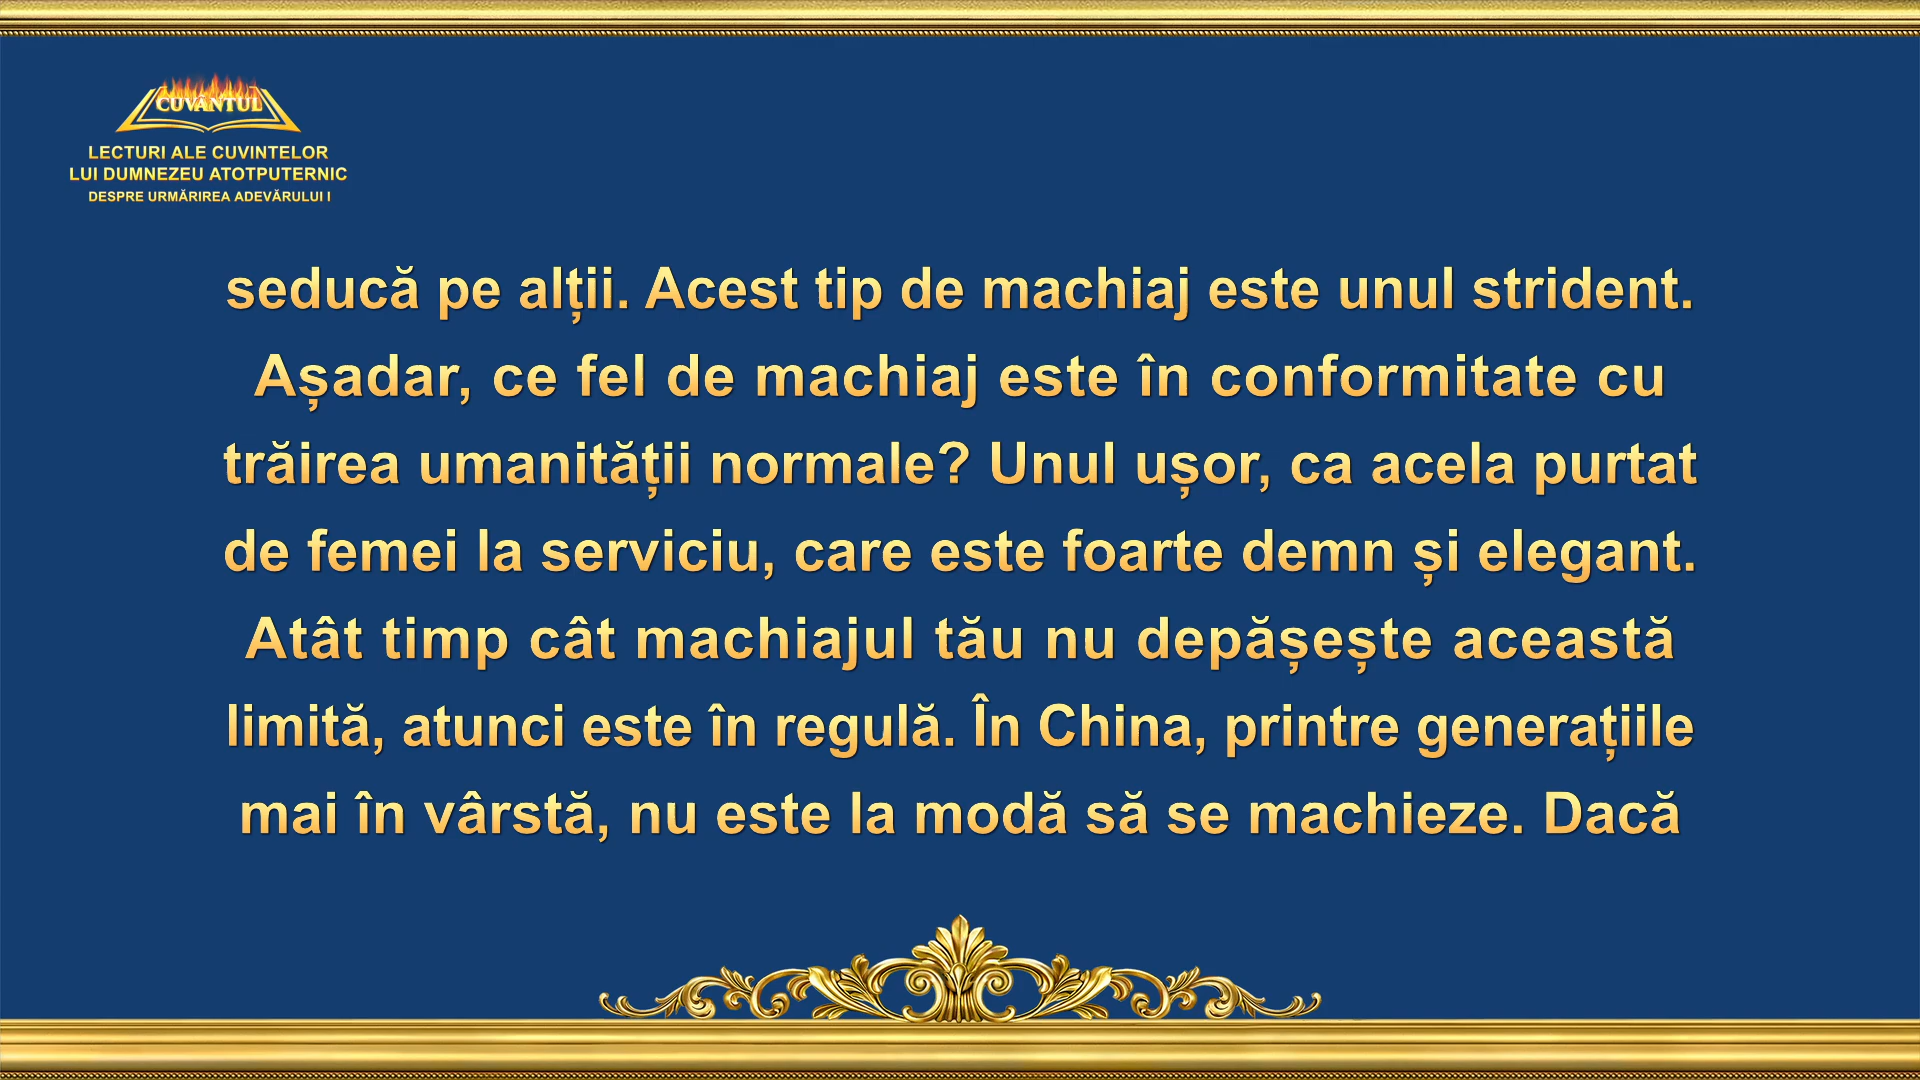 CUVÂNTUL
LECTURI ALE CUVINTELOR
LUI DUMNEZEU ATOTPUTERNIC
DESPRE URMĂRIREA ADEVĂRULUI I
seducă pe alții. Acest tip de machiaj este unul strident.
Așadar, ce fel de machiaj este în conformitate cu
trăirea umanității normale? Unul ușor, ca acela purtat
de femei la serviciu, care este foarte demn și elegant.
Atât timp cât machiajul tău nu depășește această
limită, atunci este în regulă. În China, printre generațiile
mai în vârstă, nu este la modă să se machieze. Dacă